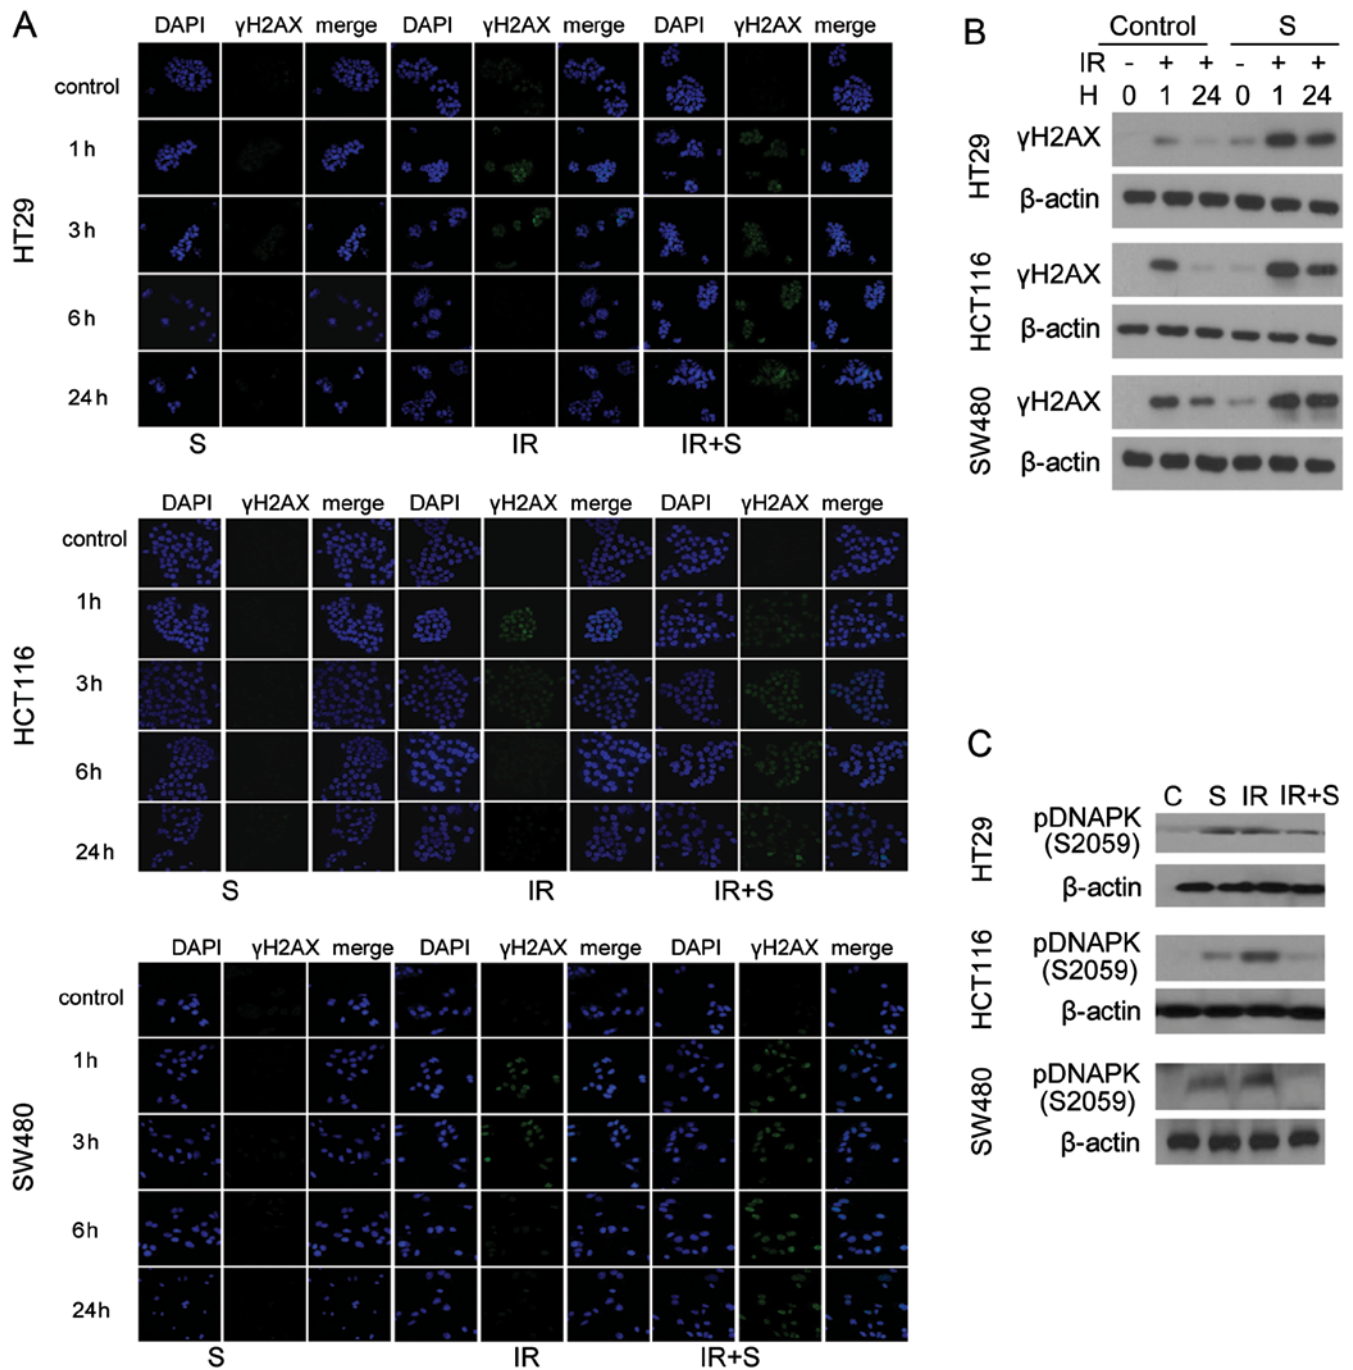 A
DAPI γH2AX merge DAPI γH2AX merge DAPI γH2AX merge
HT29
control
1h
3h
6h
24h
S IR IR+S
DAPI γH2AX merge DAPI γH2AX merge DAPI γH2AX merge
HCT116
control
1h
3h
6h
24h
S IR IR+S
DAPI γH2AX merge DAPI γH2AX merge DAPI γH2AX merge
SW480
control
1h
3h
6h
24h
S IR IR+S
B
Control S
IR - + + - + +
H 0 1 24 0 1 24
HT29
γH2AX
β-actin
HCT116
γH2AX
β-actin
SW480
γH2AX
β-actin
C
C S IR IR+S
HT29
pDNAPK
(S2059)
β-actin
HCT116
pDNAPK
(S2059)
β-actin
SW480
pDNAPK
(S2059)
β-actin